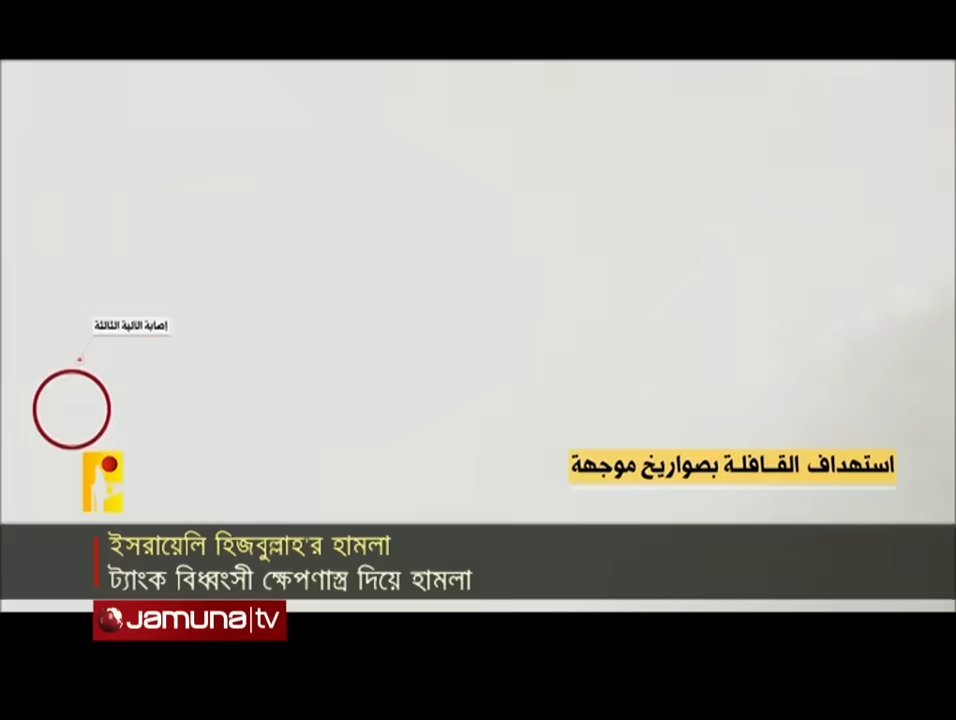 إصابة الآلية الثالثة
استهداف القافلة بصواريخ موجهة
ইসরায়েলি হিজবুল্লাহ'র হামলা
ট্যাংক বিধ্বংসী ক্ষেপণাস্ত্র দিয়ে হামলা
Jamuna|tv